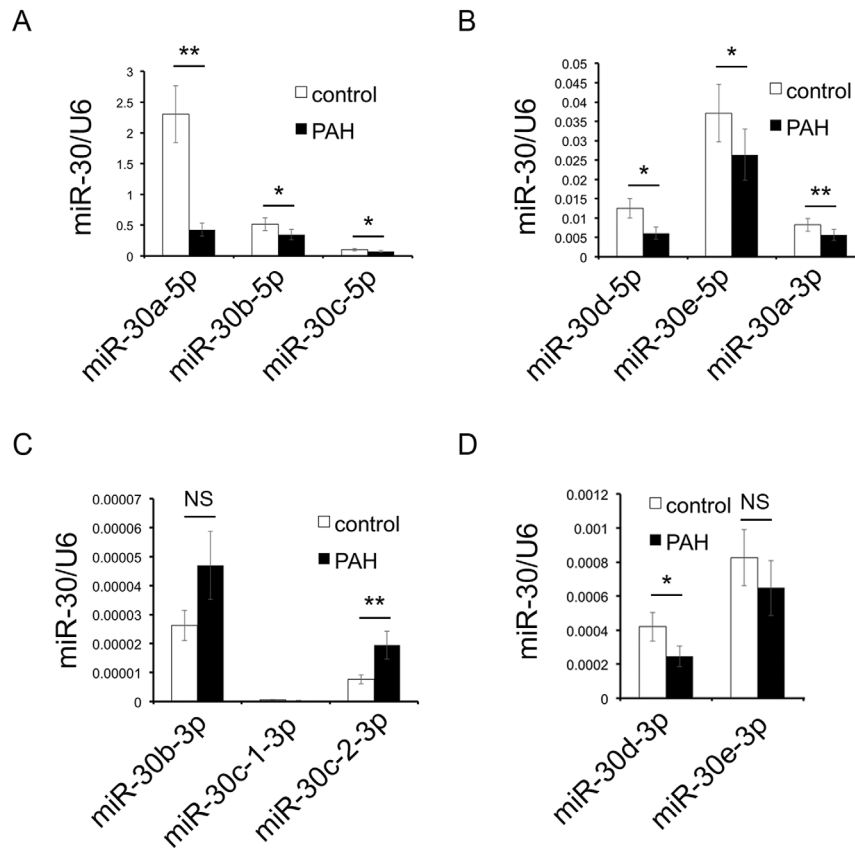 A
**
3
2.5
2
1.5
1
0.5
0
miR-30/U6
control
PAH
*
*
miR-30a-5p
miR-30b-5p
miR-30c-5p
B
*
0.05
0.045
0.04
0.035
0.03
0.025
0.02
0.015
0.01
0.005
0
miR-30/U6
control
PAH
*
**
miR-30d-5p
miR-30e-5p
miR-30a-3p
C
0.00007
0.00006
0.00005
0.00004
0.00003
0.00002
0.00001
0
miR-30/U6
NS
control
PAH
**
miR-30b-3p
miR-30c-1-3p
miR-30c-2-3p
D
0.0012
0.001
0.0008
0.0006
0.0004
0.0002
0
miR-30/U6
control
PAH
NS
*
miR-30d-3p
miR-30e-3p